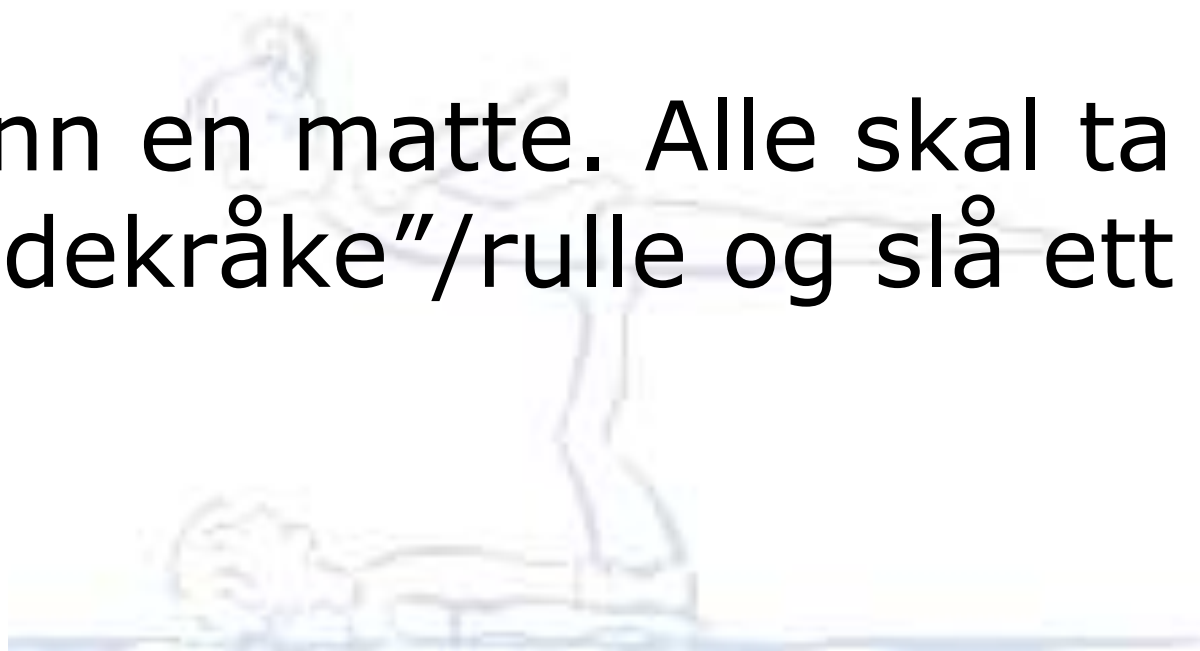 nn en matte. Alle skal ta
dekråke”/rulle og slå ett